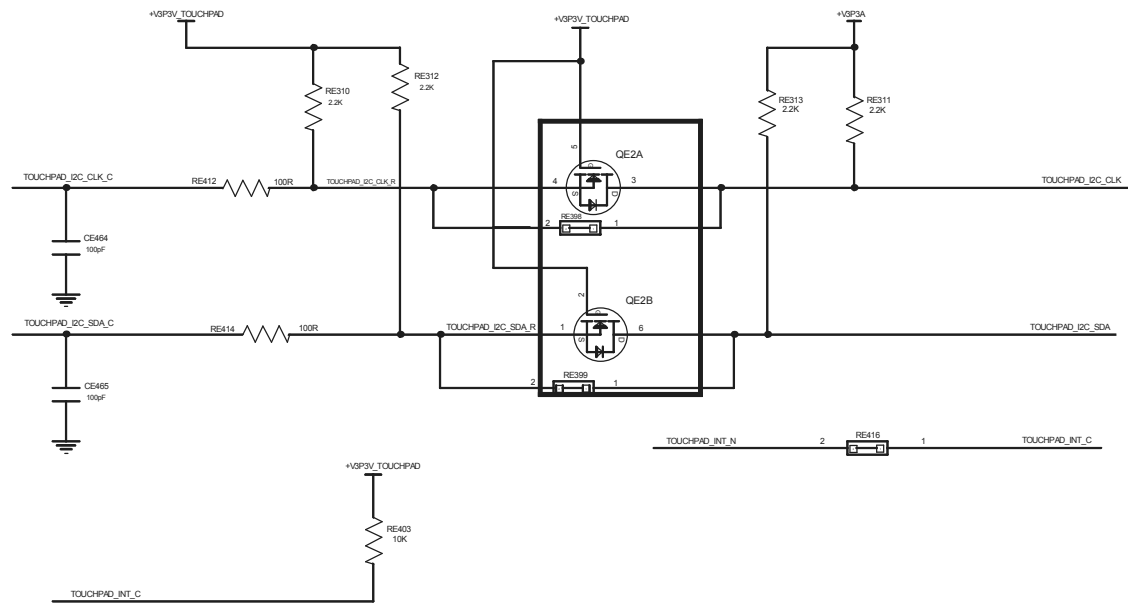 +V3P3V_TOUCHPAD
+V3P3V_TOUCHPAD
+V3P3A
RE310
2.2K
RE312
2.2K
RE313
2.2K
RE311
2.2K
5
QE2A
G
TOUCHPAD_I2C_CLK_C
RE412
100R
TOUCHPAD_I2C_CLK_R
4
3
TOUCHPAD_I2C_CLK
S
D
2
RE398
1
CE464
100pF
2
QE2B
G
TOUCHPAD_I2C_SDA_C
RE414
100R
TOUCHPAD_I2C_SDA_R
1
6
TOUCHPAD_I2C_SDA
S
D
2
RE399
1
CE465
100pF
TOUCHPAD_INT_N
2
RE416
1
TOUCHPAD_INT_C
+V3P3V_TOUCHPAD
RE403
10K
TOUCHPAD_INT_C